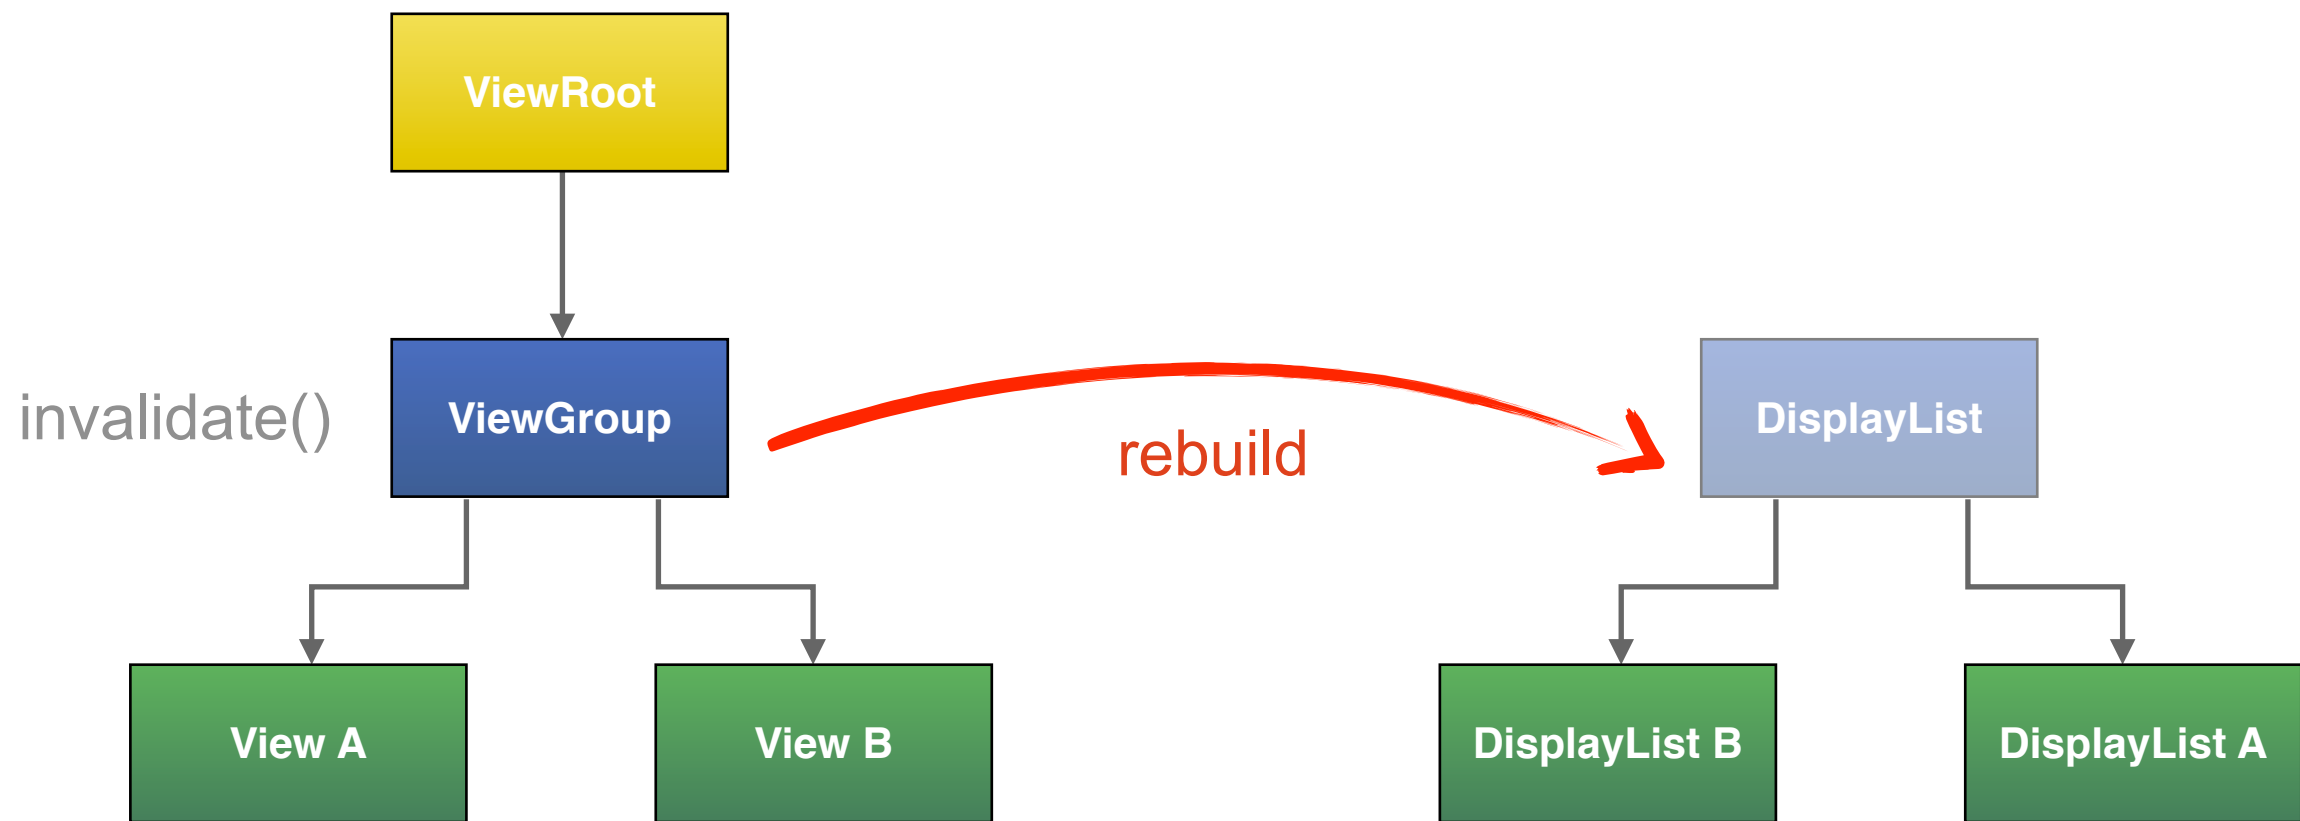 ViewRoot
invalidate()
ViewGroup
rebuild
DisplayList
View A
View B
DisplayList B
DisplayList A